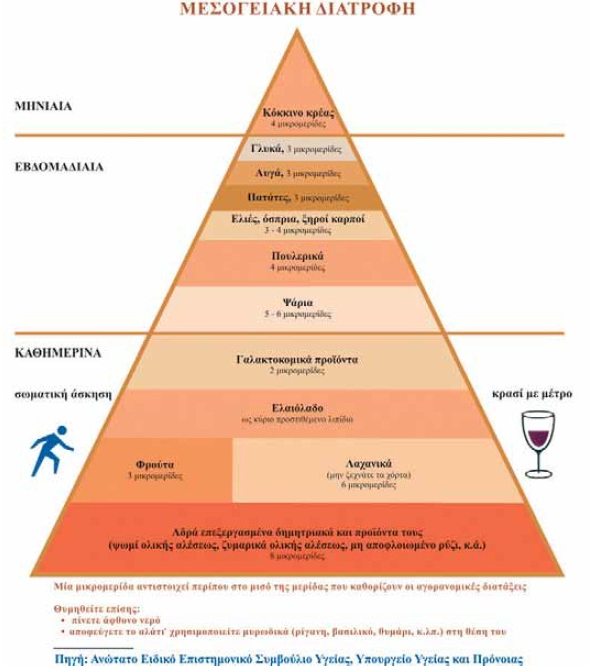 ΜΕΣΟΓΕΙΑΚΗ ΔΙΑΤΡΟΦΗ
ΜΗΝΙΑΙΑ
Κόκκινο κρέας
4 μικρομερίδες
ΕΒΔΟΜΑΔΙΑΙΑ
Γλυκά, 3 μικρομερίδες
Αυγά, 3 μικρομερίδες
Πατάτες, 3 μικρομερίδες
Ελιές, όσπρια, ξηροί καρποί
3 - 4 μικρομερίδες
Πουλερικά
4 μικρομερίδες
Ψάρια
5 - 6 μικρομερίδες
ΚΑΘΗΜΕΡΙΝΑ
Γαλακτοκομικά προϊόντα
2 μικρομερίδες
σωματική άσκηση
κρασί με μέτρο
Ελαιόλαδο
ως κύριο προστιθέμενο λιπίδιο
Φρούτα
3 μικρομερίδες
Λαχανικά
(μην ξεχνάτε τα χόρτα)
6 μικρομερίδες
Αδρά επεξεργασμένα δημητριακά και προϊόντα τους
(ψωμί ολικής αλέσεως, ζυμαρικά ολικής αλέσεως, μη αποφλοιωμένο ρύζι, κ.ά.)
8 μικρομερίδες
Μία μικρομερίδα αντιστοιχεί περίπου στο μισό της μερίδας που καθορίζουν οι αγορανομικές διατάξεις
Θυμηθείτε επίσης:
• πίνετε άφθονο νερό
• αποφεύγετε το αλάτι· χρησιμοποιείτε μυρωδικά (ρίγανη, βασιλικό, θυμάρι, κ.λπ.) στη θέση του
Πηγή: Ανώτατο Ειδικό Επιστημονικό Συμβούλιο Υγείας, Υπουργείο Υγείας και Πρόνοιας